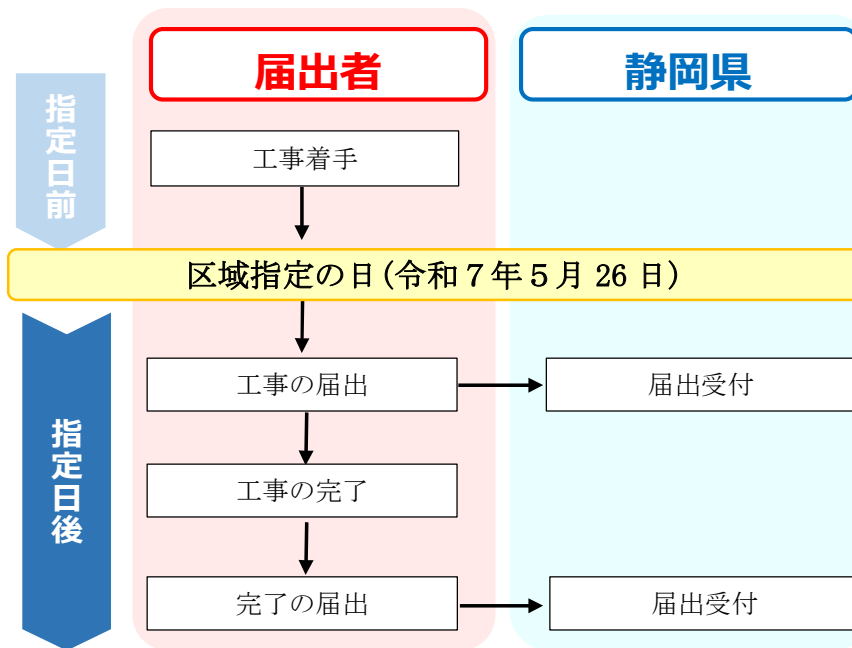 届出者
静岡県
指定日前
工事着手
区域指定の日(令和７年５月 26 日)
指定日後
工事の届出
届出受付
工事の完了
完了の届出
届出受付